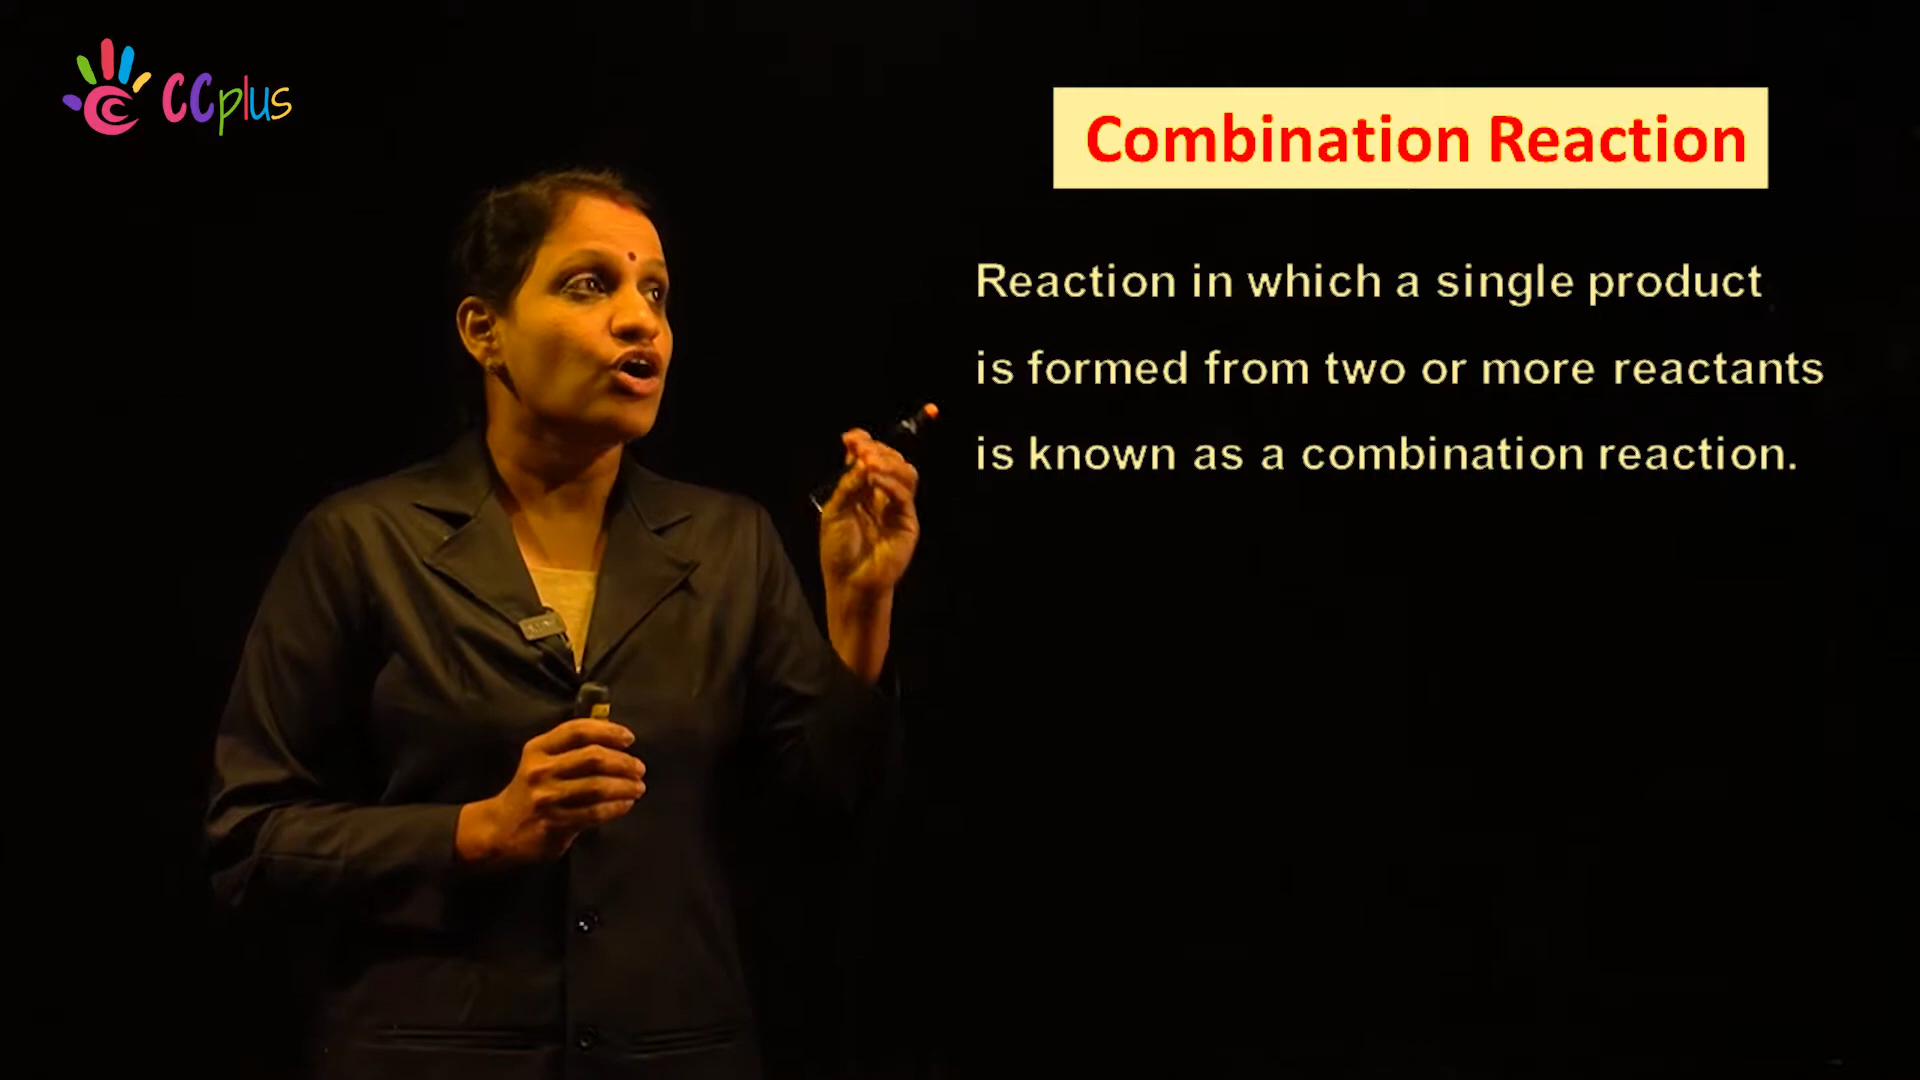 CCplus
Combination Reaction
Reaction in which a single product
is formed from two or more reactants
is known as a combination reaction.